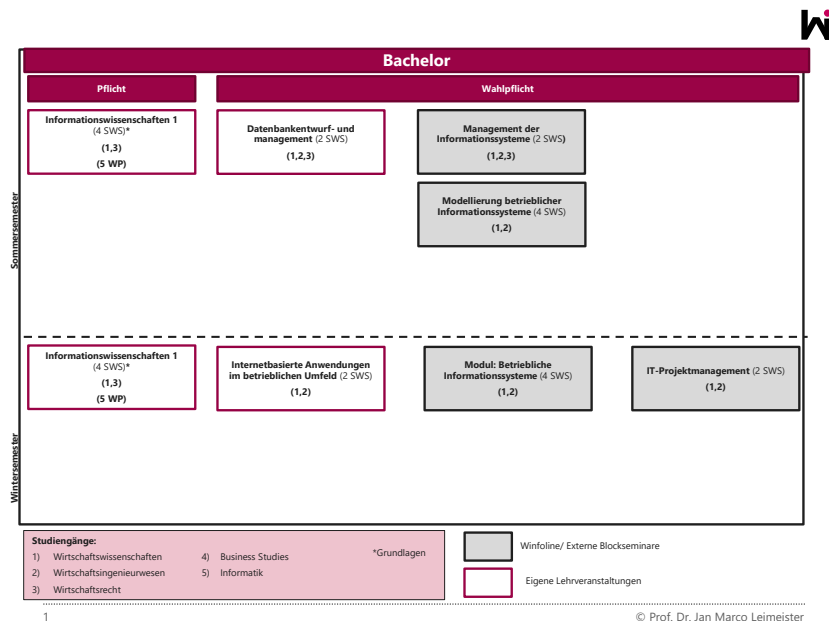 Wi
Bachelor
Pflicht
Wahlpflicht
Sommersemester
Informationswissenschaften 1
(4 SWS)*
(1,3)
(5 WP)
Datenbankentwurf- und
management (2 SWS)
(1,2,3)
Management der
Informationssysteme (2 SWS)
(1,2,3)
Modellierung betrieblicher
Informationssysteme (4 SWS)
(1,2)
Wintersemester
Informationswissenschaften 1
(4 SWS)*
(1,3)
(5 WP)
Internetbasierte Anwendungen
im betrieblichen Umfeld (2 SWS)
(1,2)
Modul: Betriebliche
Informationssysteme (4 SWS)
(1,2)
IT-Projektmanagement (2 SWS)
(1,2)
Studiengänge:
1) Wirtschaftswissenschaften
2) Wirtschaftsingenieurwesen
3) Wirtschaftsrecht
4) Business Studies
5) Informatik
*Grundlagen
Winfoline/ Externe Blockseminare
Eigene Lehrveranstaltungen
1
© Prof. Dr. Jan Marco Leimeister